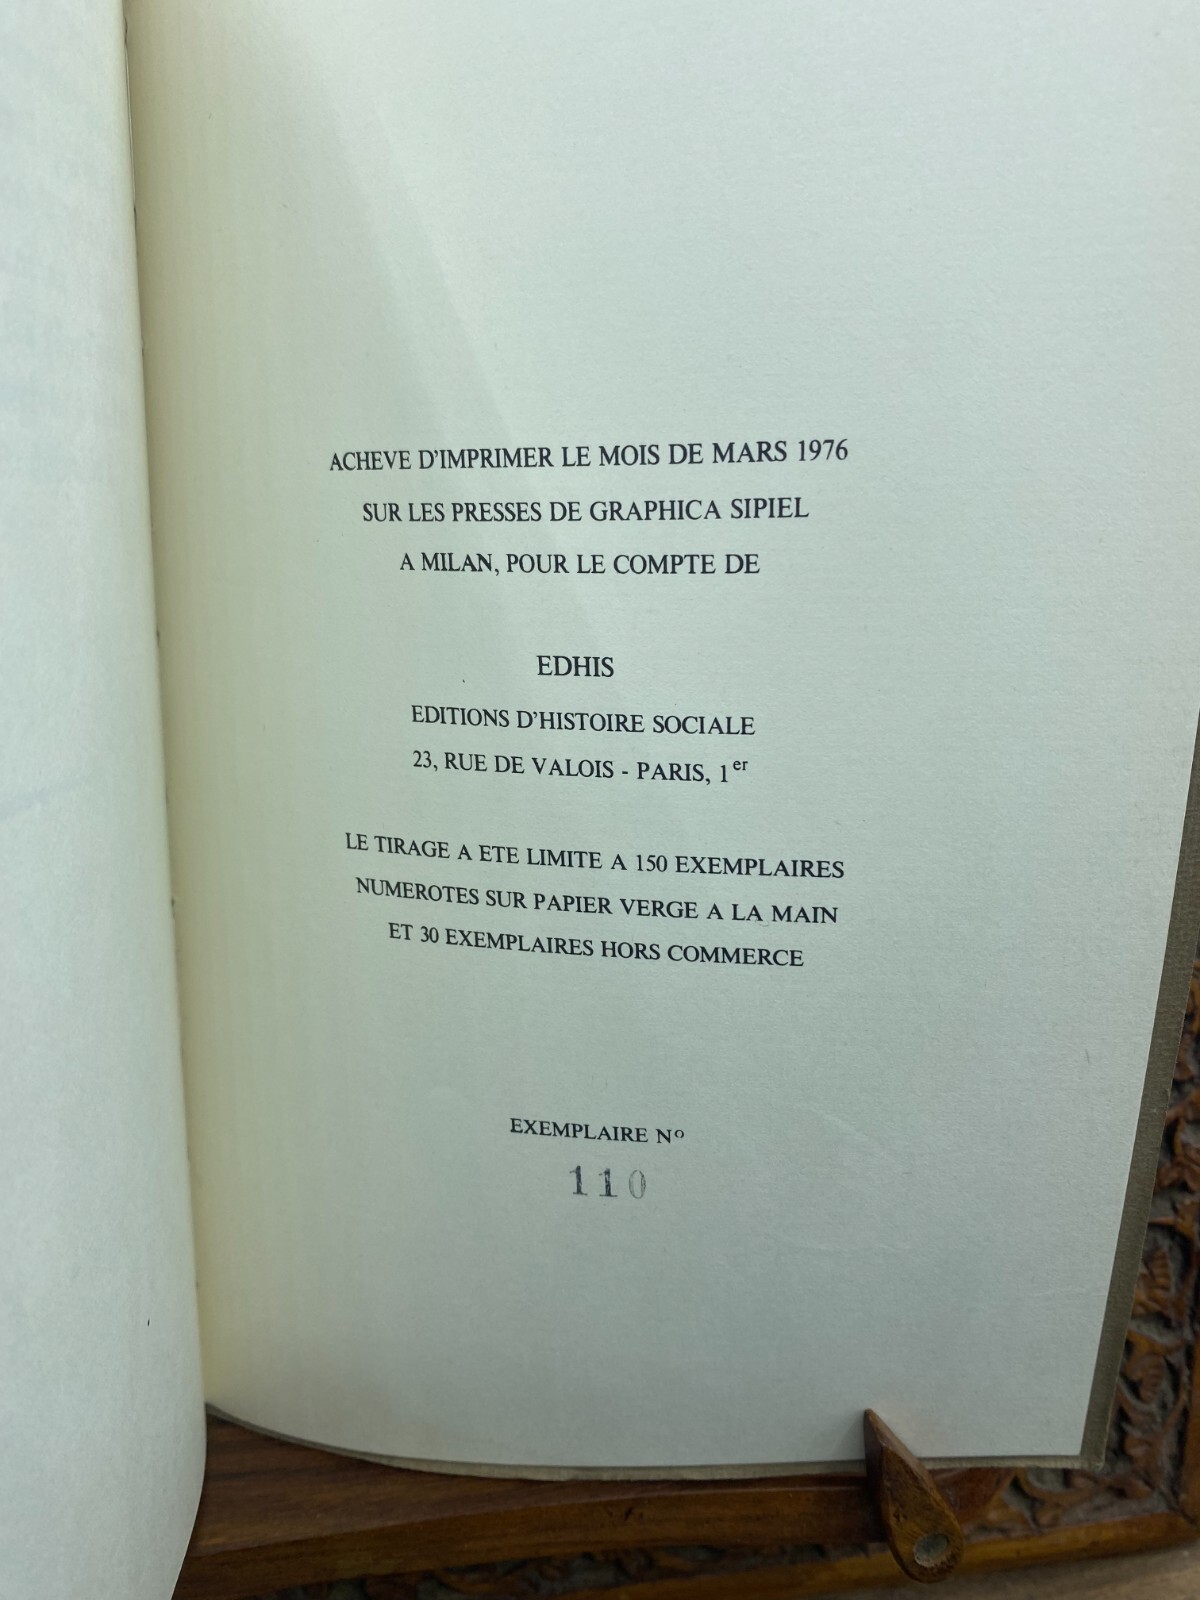 ACHEVE D'IMPRIMER LE MOIS DE MARS 1976
SUR LES PRESSES DE GRAPHICA SIPIEL
A MILAN, POUR LE COMPTE DE
EDHIS
EDITIONS D'HISTOIRE SOCIALE
23, RUE DE VALOIS - PARIS, 1er
LE TIRAGE A ETE LIMITE A 150 EXEMPLAIRES
NUMEROTES SUR PAPIER VERGE A LA MAIN
ET 30 EXEMPLAIRES HORS COMMERCE
EXEMPLAIRE Nº
110